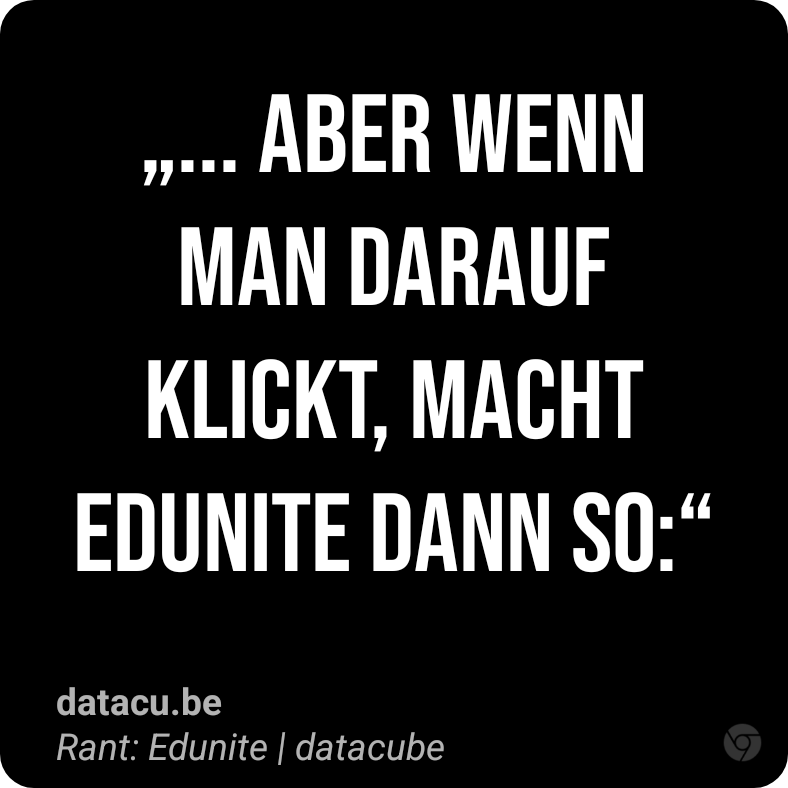 „... ABER WENN
MAN DARAUF
KLICKT, MACHT
EDUNITE DANN SO:“
datacu.be
Rant: Edunite | datacube